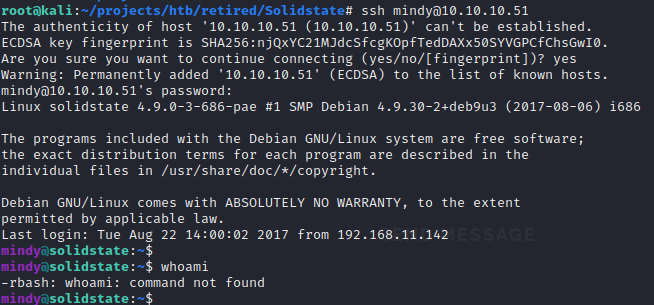 root@kali:~/projects/htb/retired/Solidstate# ssh mindy@10.10.10.51
The authenticity of host '10.10.10.51 (10.10.10.51)' can't be established.
ECDSA key fingerprint is SHA256:njQxYC21MJdcSfcgKOpfTedDAXx50SYVGPCfChsGwI0.
Are you sure you want to continue connecting (yes/no/[fingerprint])? yes
Warning: Permanently added '10.10.10.51' (ECDSA) to the list of known hosts.
mindy@10.10.10.51's password:
Linux solidstate 4.9.0-3-686-pae #1 SMP Debian 4.9.30-2+deb9u3 (2017-08-06) i686
The programs included with the Debian GNU/Linux system are free software;
the exact distribution terms for each program are described in the
individual files in /usr/share/doc/*/copyright.
Debian GNU/Linux comes with ABSOLUTELY NO WARRANTY, to the extent
permitted by applicable law.
Last login: Tue Aug 22 14:00:02 2017 from 192.168.11.142
MESSAGE
mindy@solidstate:~$
mindy@solidstate:~$ whoami
-rbash: whoami: command not found
mindy@solidstate:~$